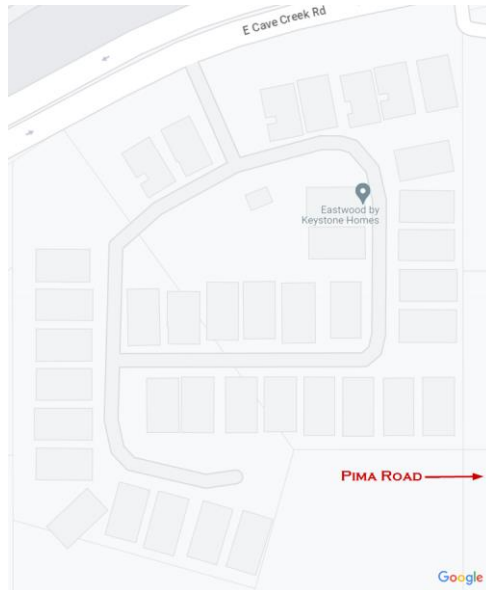 E Cave Creek Rd
Eastwood by
Keystone Homes
PIMA ROAD
Google